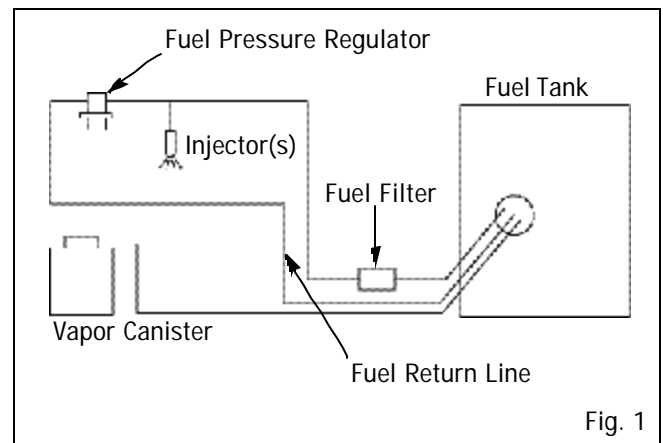 Fuel Pressure Regulator
Fuel Tank
Injector(s)
Fuel Filter
Vapor Canister
Fuel Return Line
Fig. 1